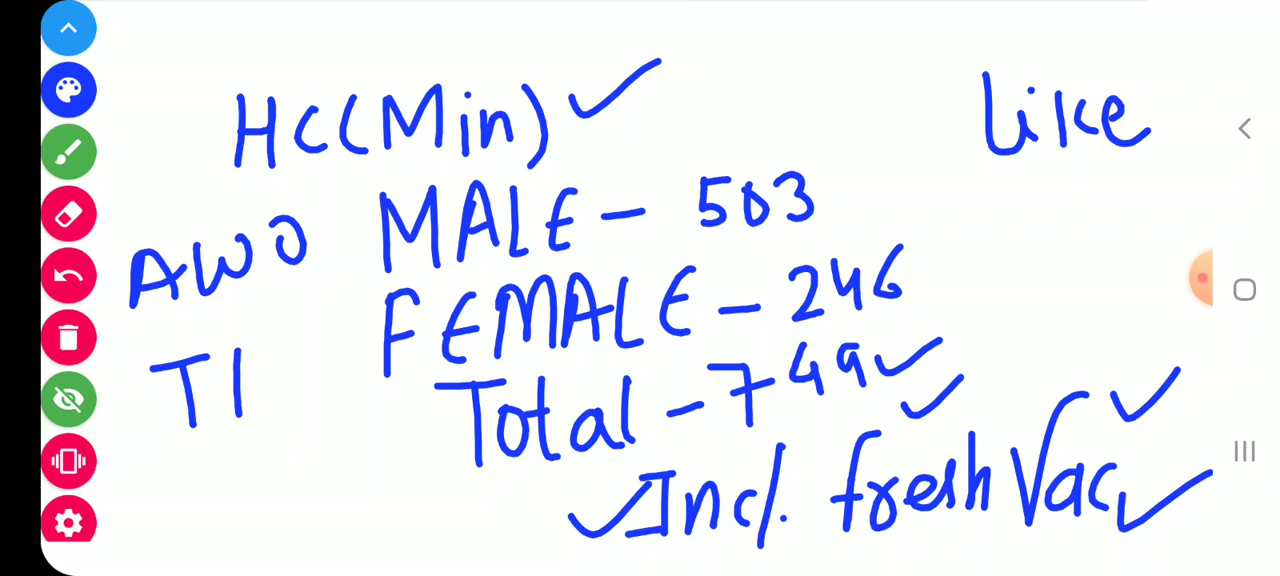 HC(Min)
Like
AWO
MALE - 503
FEMALE - 246
TI
Total - 749
Incl. fresh Vac